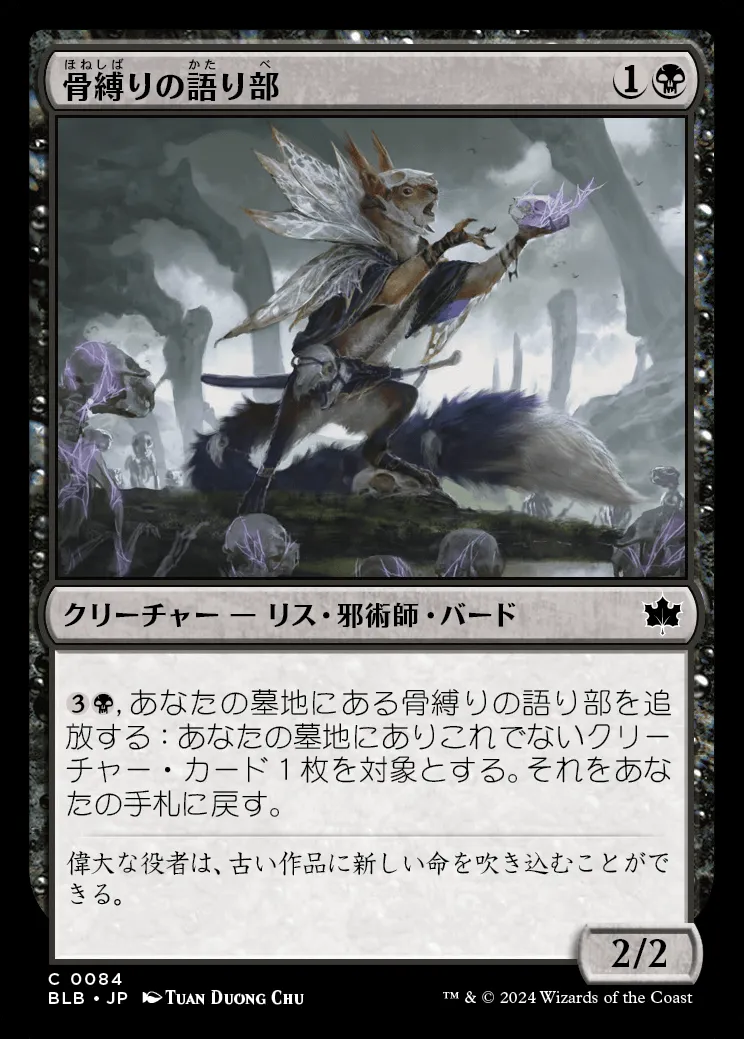 ほねしば かた べ
骨縛りの語り部 1
クリーチャー — リス・邪術師・バード
3, あなたの墓地にある骨縛りの語り部を追
放する：あなたの墓地にありこれでないクリー
チャー・カード１枚を対象とする。それをあな
たの手札に戻す。
偉大な役者は、古い作品に新しい命を吹き込むことがで
きる。
2/2
C 0084
BLB • JP Tuan Duong Chu
™ & © 2024 Wizards of the Coast